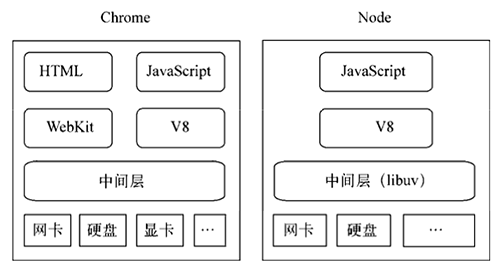 Chrome
Node
HTML
JavaScript
JavaScript
WebKit
V8
V8
中间层
中间层（libuv）
网卡
硬盘
显卡
…
网卡
硬盘
…